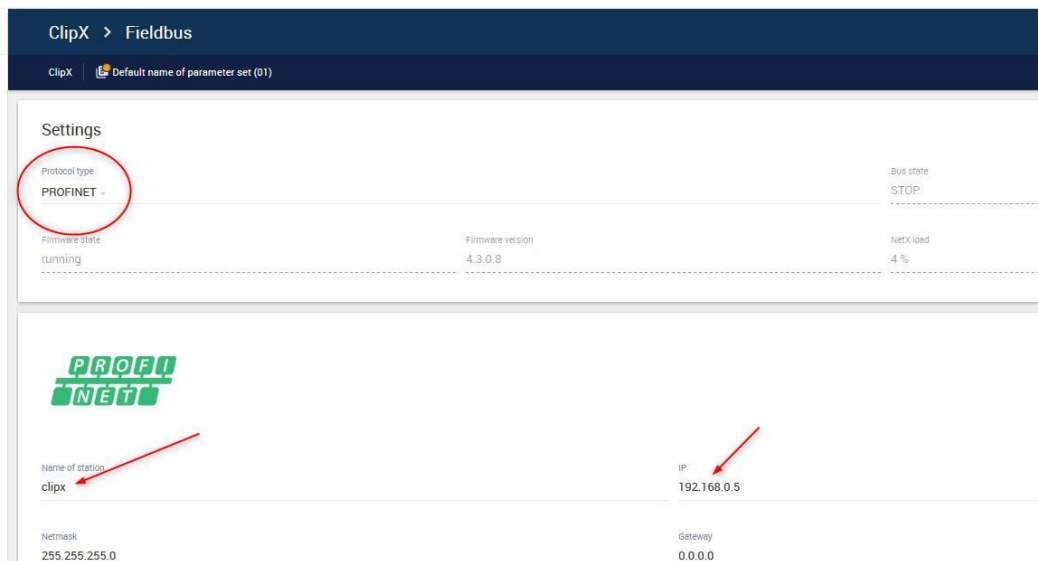 ClipX > Fieldbus
ClipX Default name of parameter set (01)
Settings
Protocol type
PROFINET
Bus state
STOP
Firmware state
running
Firmware version
4.3.0.8
NetX load
4 %
PROFI
NET
Name of station
clipx
IP
192.168.0.5
Netmask
255.255.255.0
Gateway
0.0.0.0